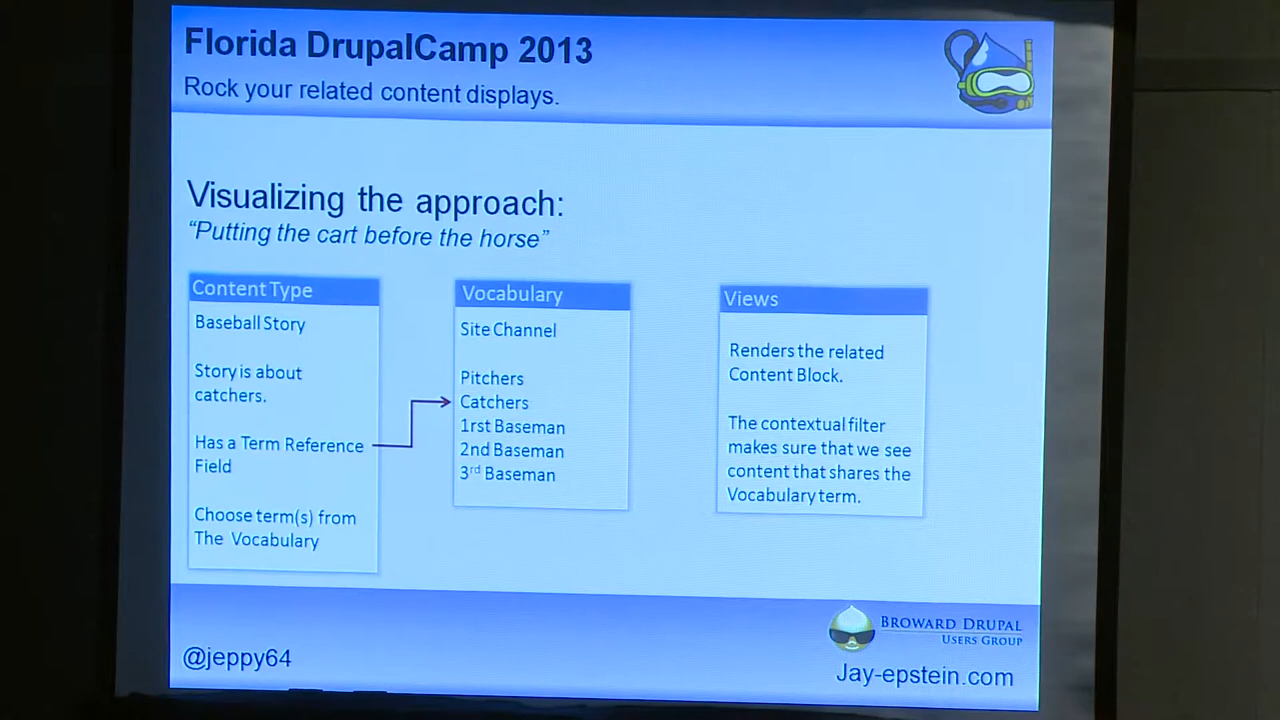 Florida DrupalCamp 2013
Rock your related content displays.
Visualizing the approach:
“Putting the cart before the horse”
Content Type
Baseball Story
Story is about
catchers.
Has a Term Reference
Field
Choose term(s) from
The Vocabulary
Vocabulary
Site Channel
Pitchers
Catchers
1rst Baseman
2nd Baseman
3rd Baseman
Views
Renders the related
Content Block.
The contextual filter
makes sure that we see
content that shares the
Vocabulary term.
@jeppy64
BROWARD DRUPAL
USERS GROUP
Jay-epstein.com